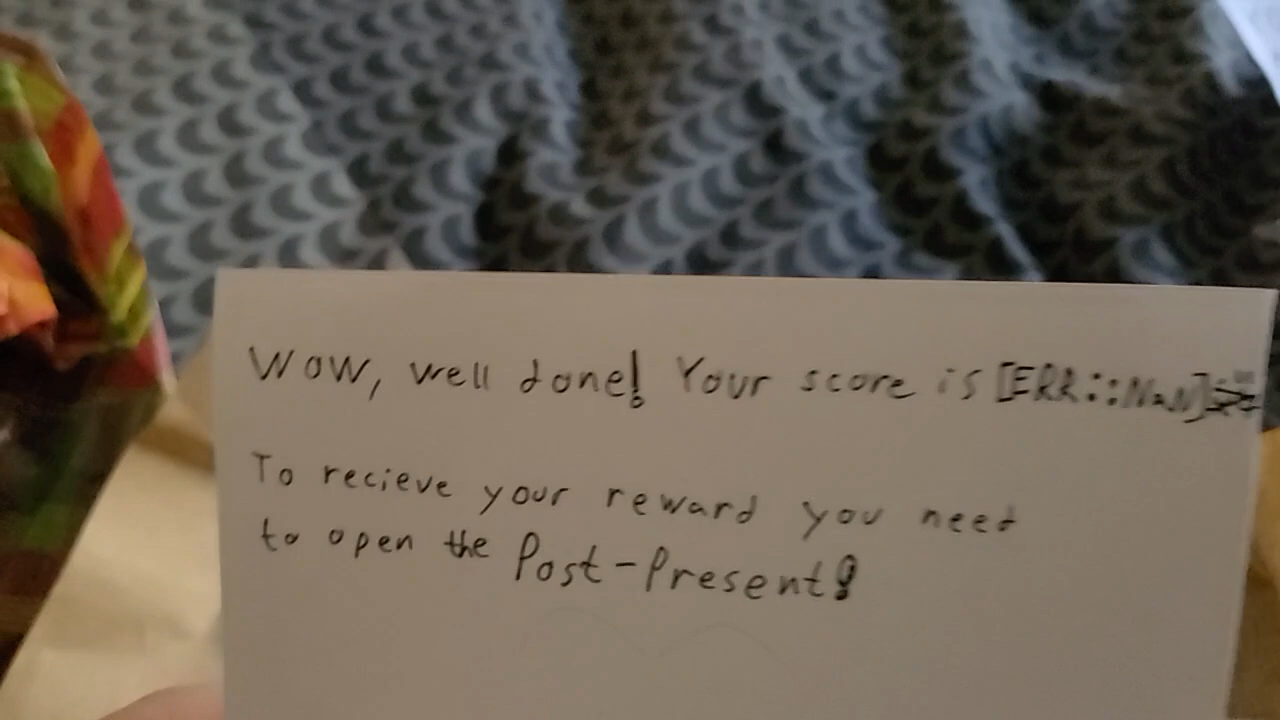 Wow, well done! Your score is [ERR::NaN]
To recieve your reward you need
to open the Post-Present!